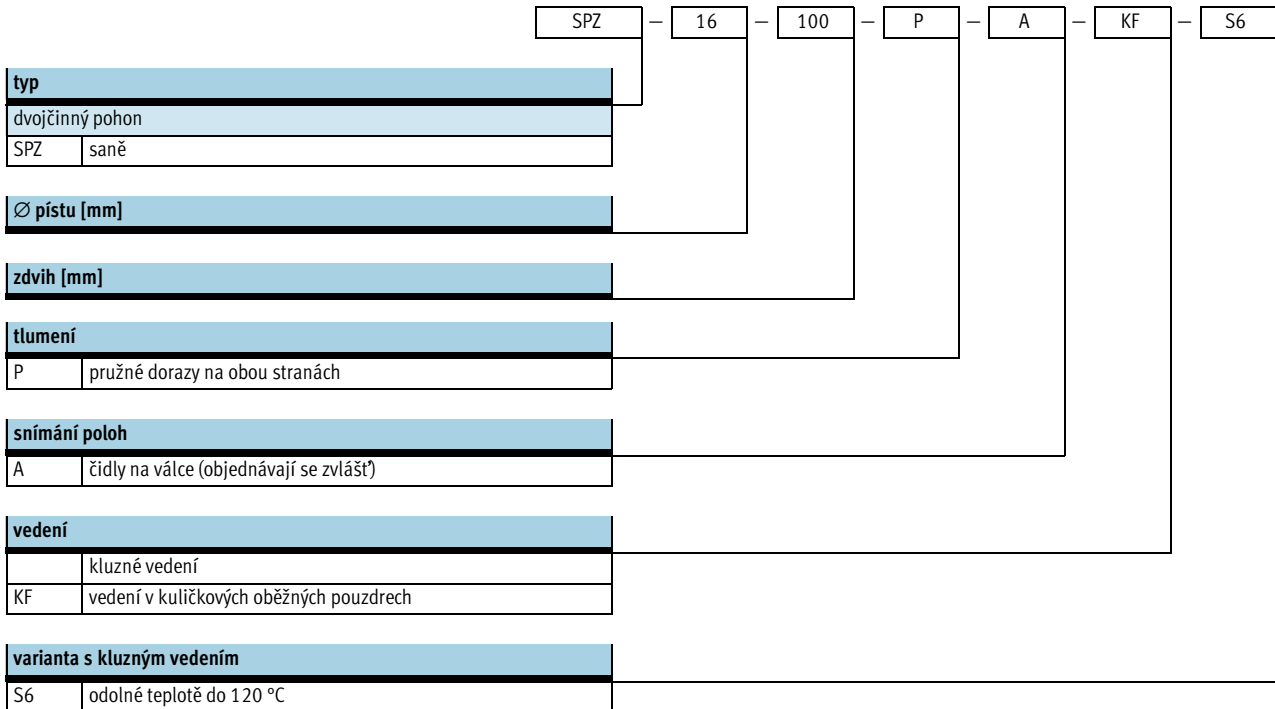 SPZ – 16 – 100 – P – A – KF – S6
typ
dvojčinný pohon
SPZ saně
∅ pístu [mm]
zdvih [mm]
tlumení
P pružné dorazy na obou stranách
snímání poloh
A čidly na válce (objednávají se zvlášť)
vedení
kluzné vedení
KF vedení v kuličkových oběžných pouzdrech
varianta s kluzným vedením
S6 odolné teplotě do 120 °C